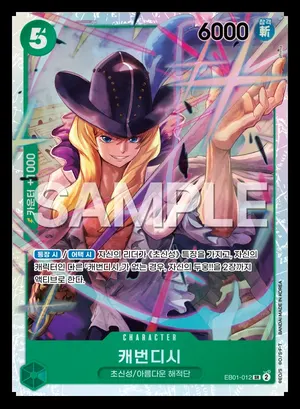 5
6000
참격
斬
카운터 +1000
SAMPLE
등장 시 / 어택 시 자신의 리더가 《초신성》 특징을 가지고, 자신의
캐릭터인 다른 「캐번디시」가 없는 경우, 자신의 두웅!!을 2장까지
액티브로 한다.
CHARACTER
캐번디시
초신성/아름다운 해적단
EB01-012
2